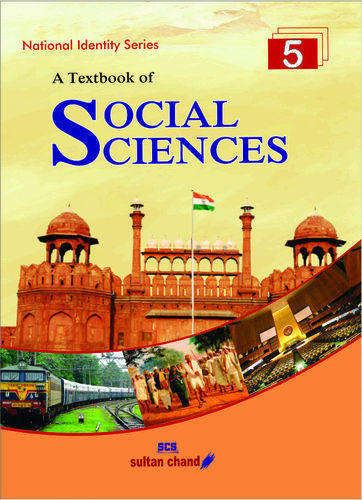 National Identity Series
5
A Textbook of
SOCIAL
SCIENCES
SCS
sultan chand